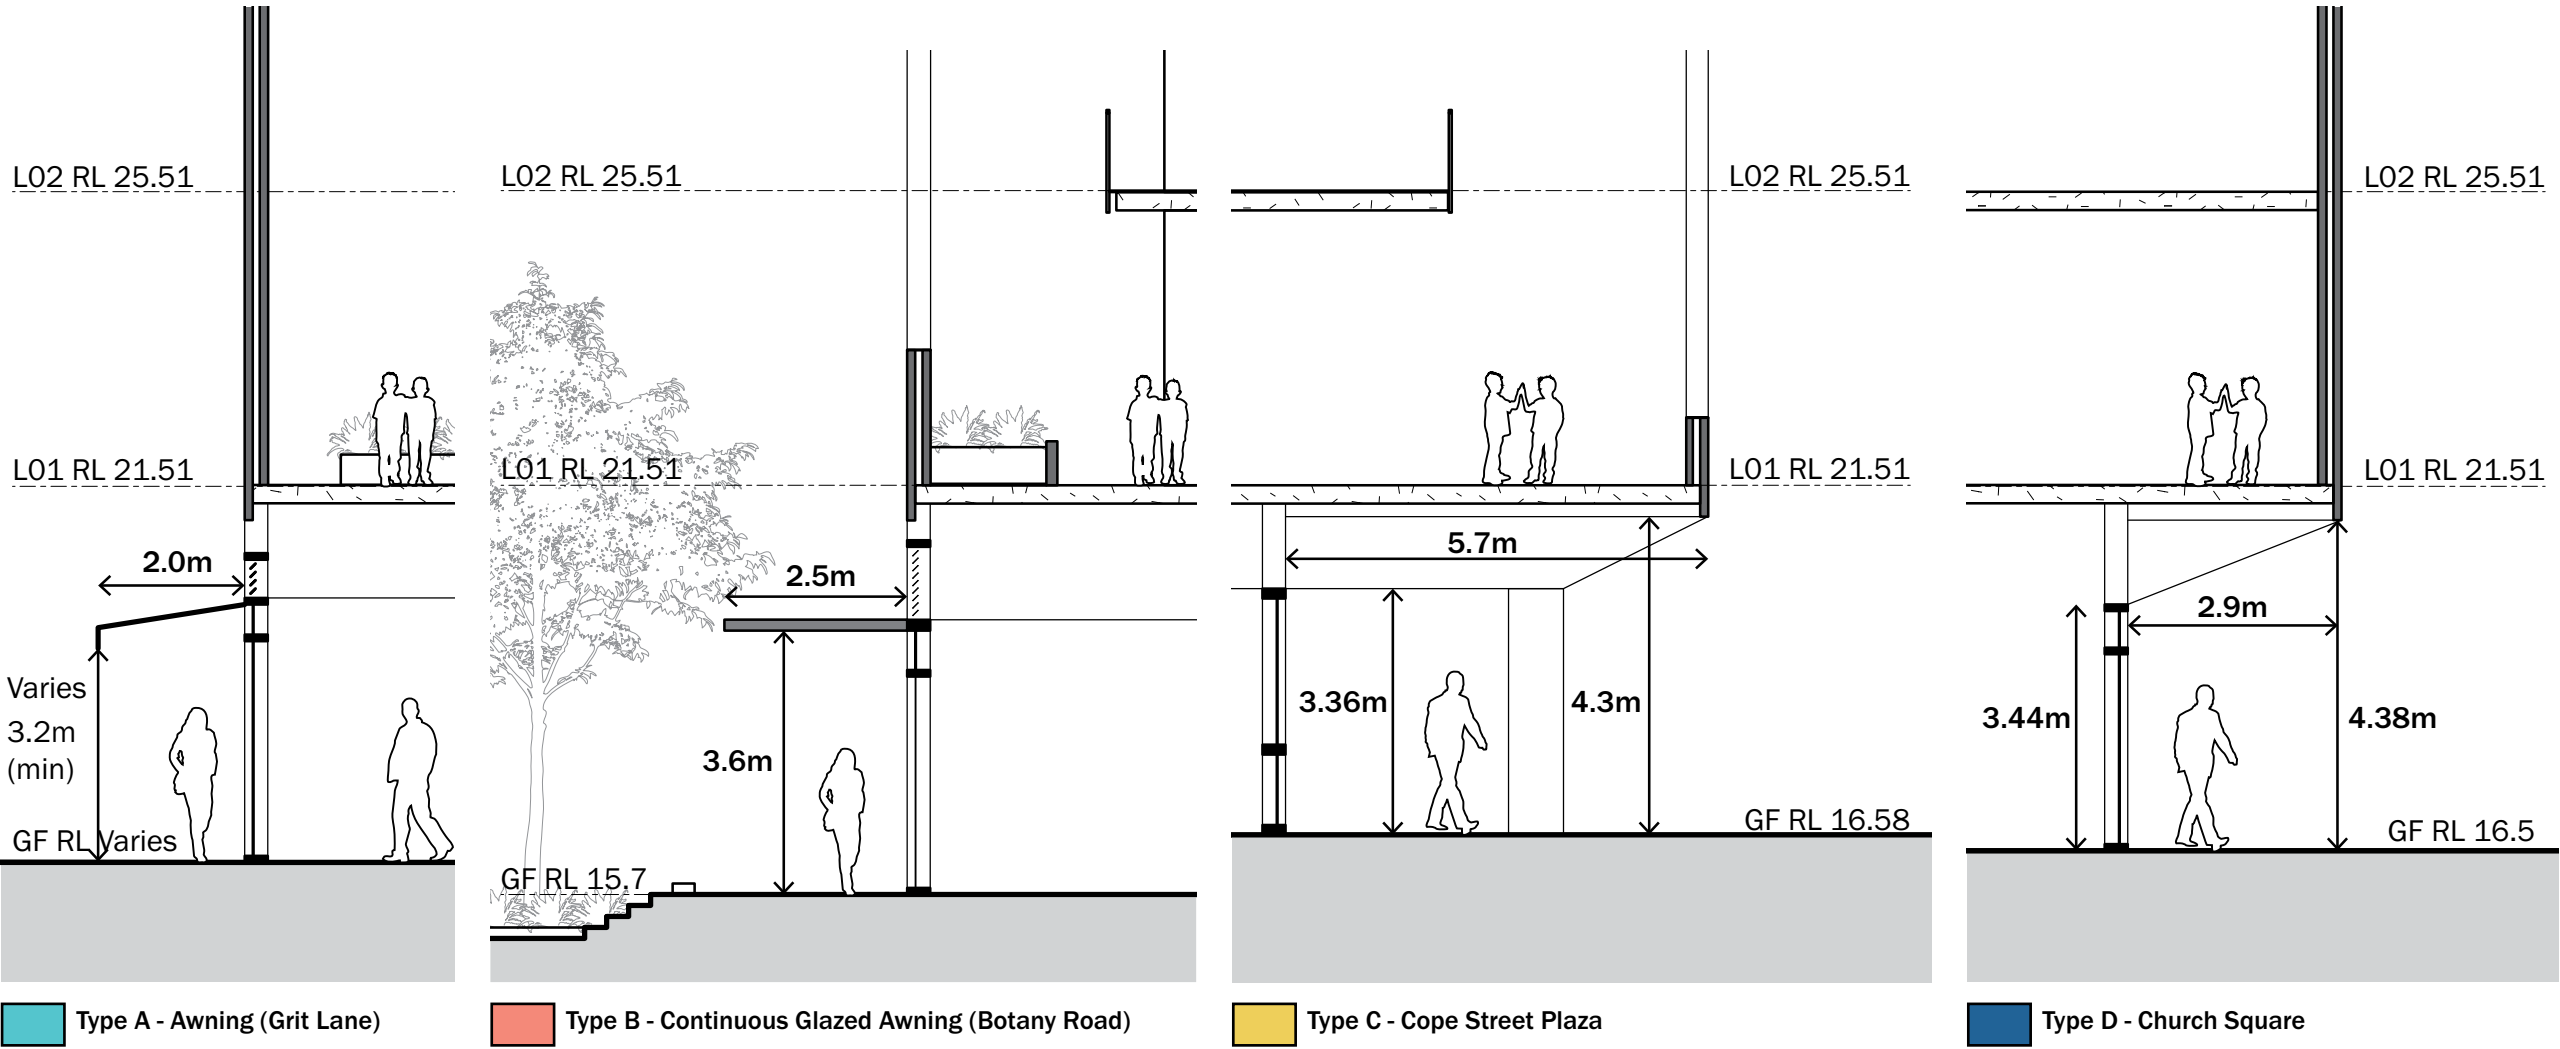 L02 RL 25.51
L01 RL 21.51
2.0m
Varies
3.2m
(min)
GF RL Varies
Type A - Awning (Grit Lane)
L02 RL 25.51
L01 RL 21.51
2.5m
3.6m
GF RL 15.7
Type B - Continuous Glazed Awning (Botany Road)
L02 RL 25.51
L01 RL 21.51
5.7m
3.36m
4.3m
GF RL 16.58
Type C - Cope Street Plaza
L02 RL 25.51
L01 RL 21.51
2.9m
3.44m
4.38m
GF RL 16.5
Type D - Church Square